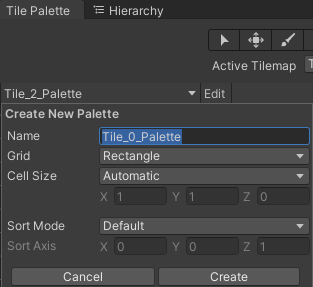 Tile Palette Hierarchy
Active Tilemap
Tile_2_Palette Edit
Create New Palette
Name Tile_0_Palette
Grid Rectangle
Cell Size Automatic
X 1 Y 1 Z 0
Sort Mode Default
Sort Axis X 0 Y 0 Z 1
Cancel Create